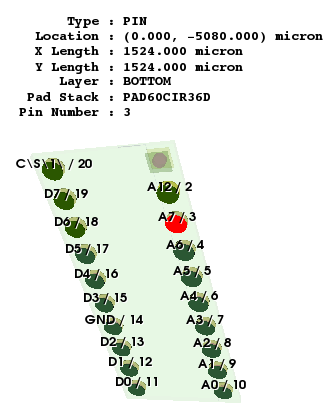 Type : PIN
Location : (0.000, -5080.000) micron
X Length : 1524.000 micron
Y Length : 1524.000 micron
Layer : BOTTOM
Pad Stack : PAD60CIR36D
Pin Number : 3
C\S\1\ / 20
A12 / 2
D7 / 19
A7 / 3
D6 / 18
A6 / 4
D5 / 17
A5 / 5
D4 / 16
A4 / 6
D3 / 15
A3 / 7
GND / 14
A2 / 8
D2 / 13
A1 / 9
D1 / 12
A0 / 10
D0 / 11